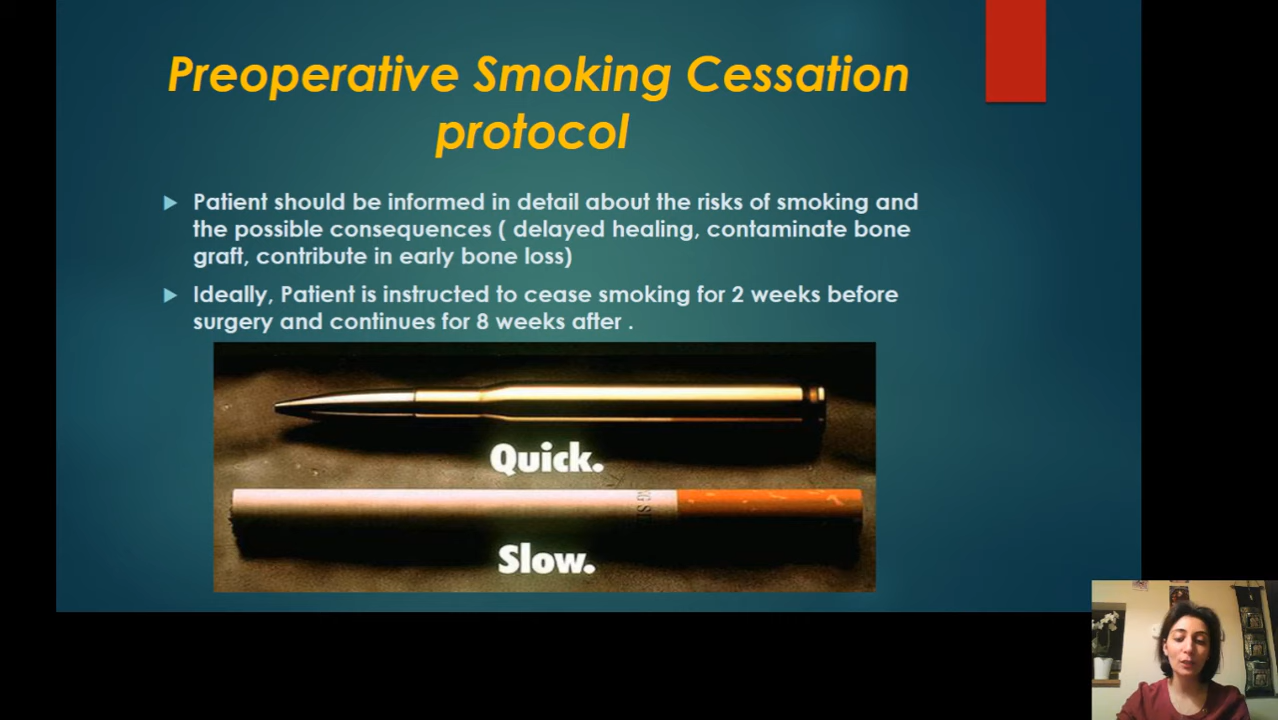 Preoperative Smoking Cessation
protocol
Patient should be informed in detail about the risks of smoking and
the possible consequences ( delayed healing, contaminate bone
graft, contribute in early bone loss)
Ideally, Patient is instructed to cease smoking for 2 weeks before
surgery and continues for 8 weeks after .
Quick.
Slow.